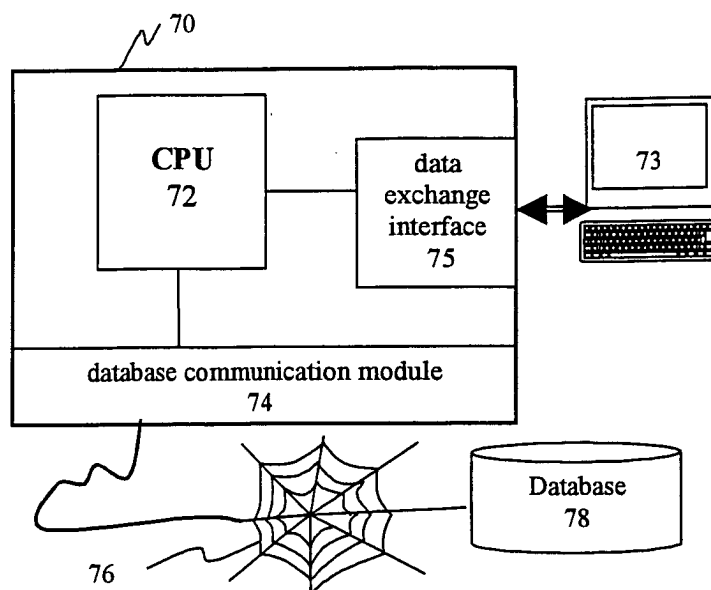 70
CPU
72
data
exchange
interface
75
73
database communication module
74
Database
78
76